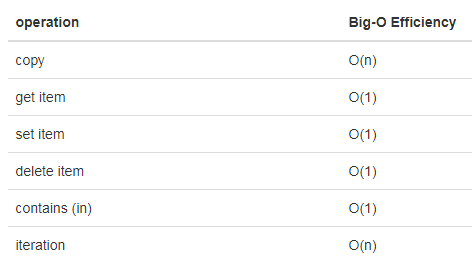 operation Big-O Efficiency
copy O(n)
get item O(1)
set item O(1)
delete item O(1)
contains (in) O(1)
iteration O(n)